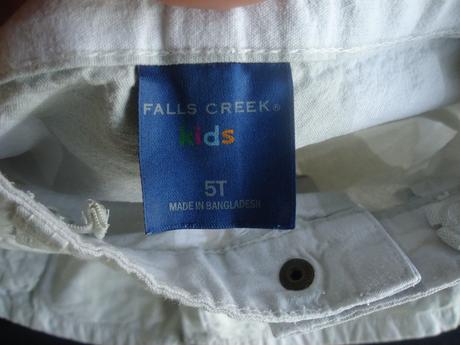 FALLS CREEK®
kids
5T
MADE IN BANGLADESH